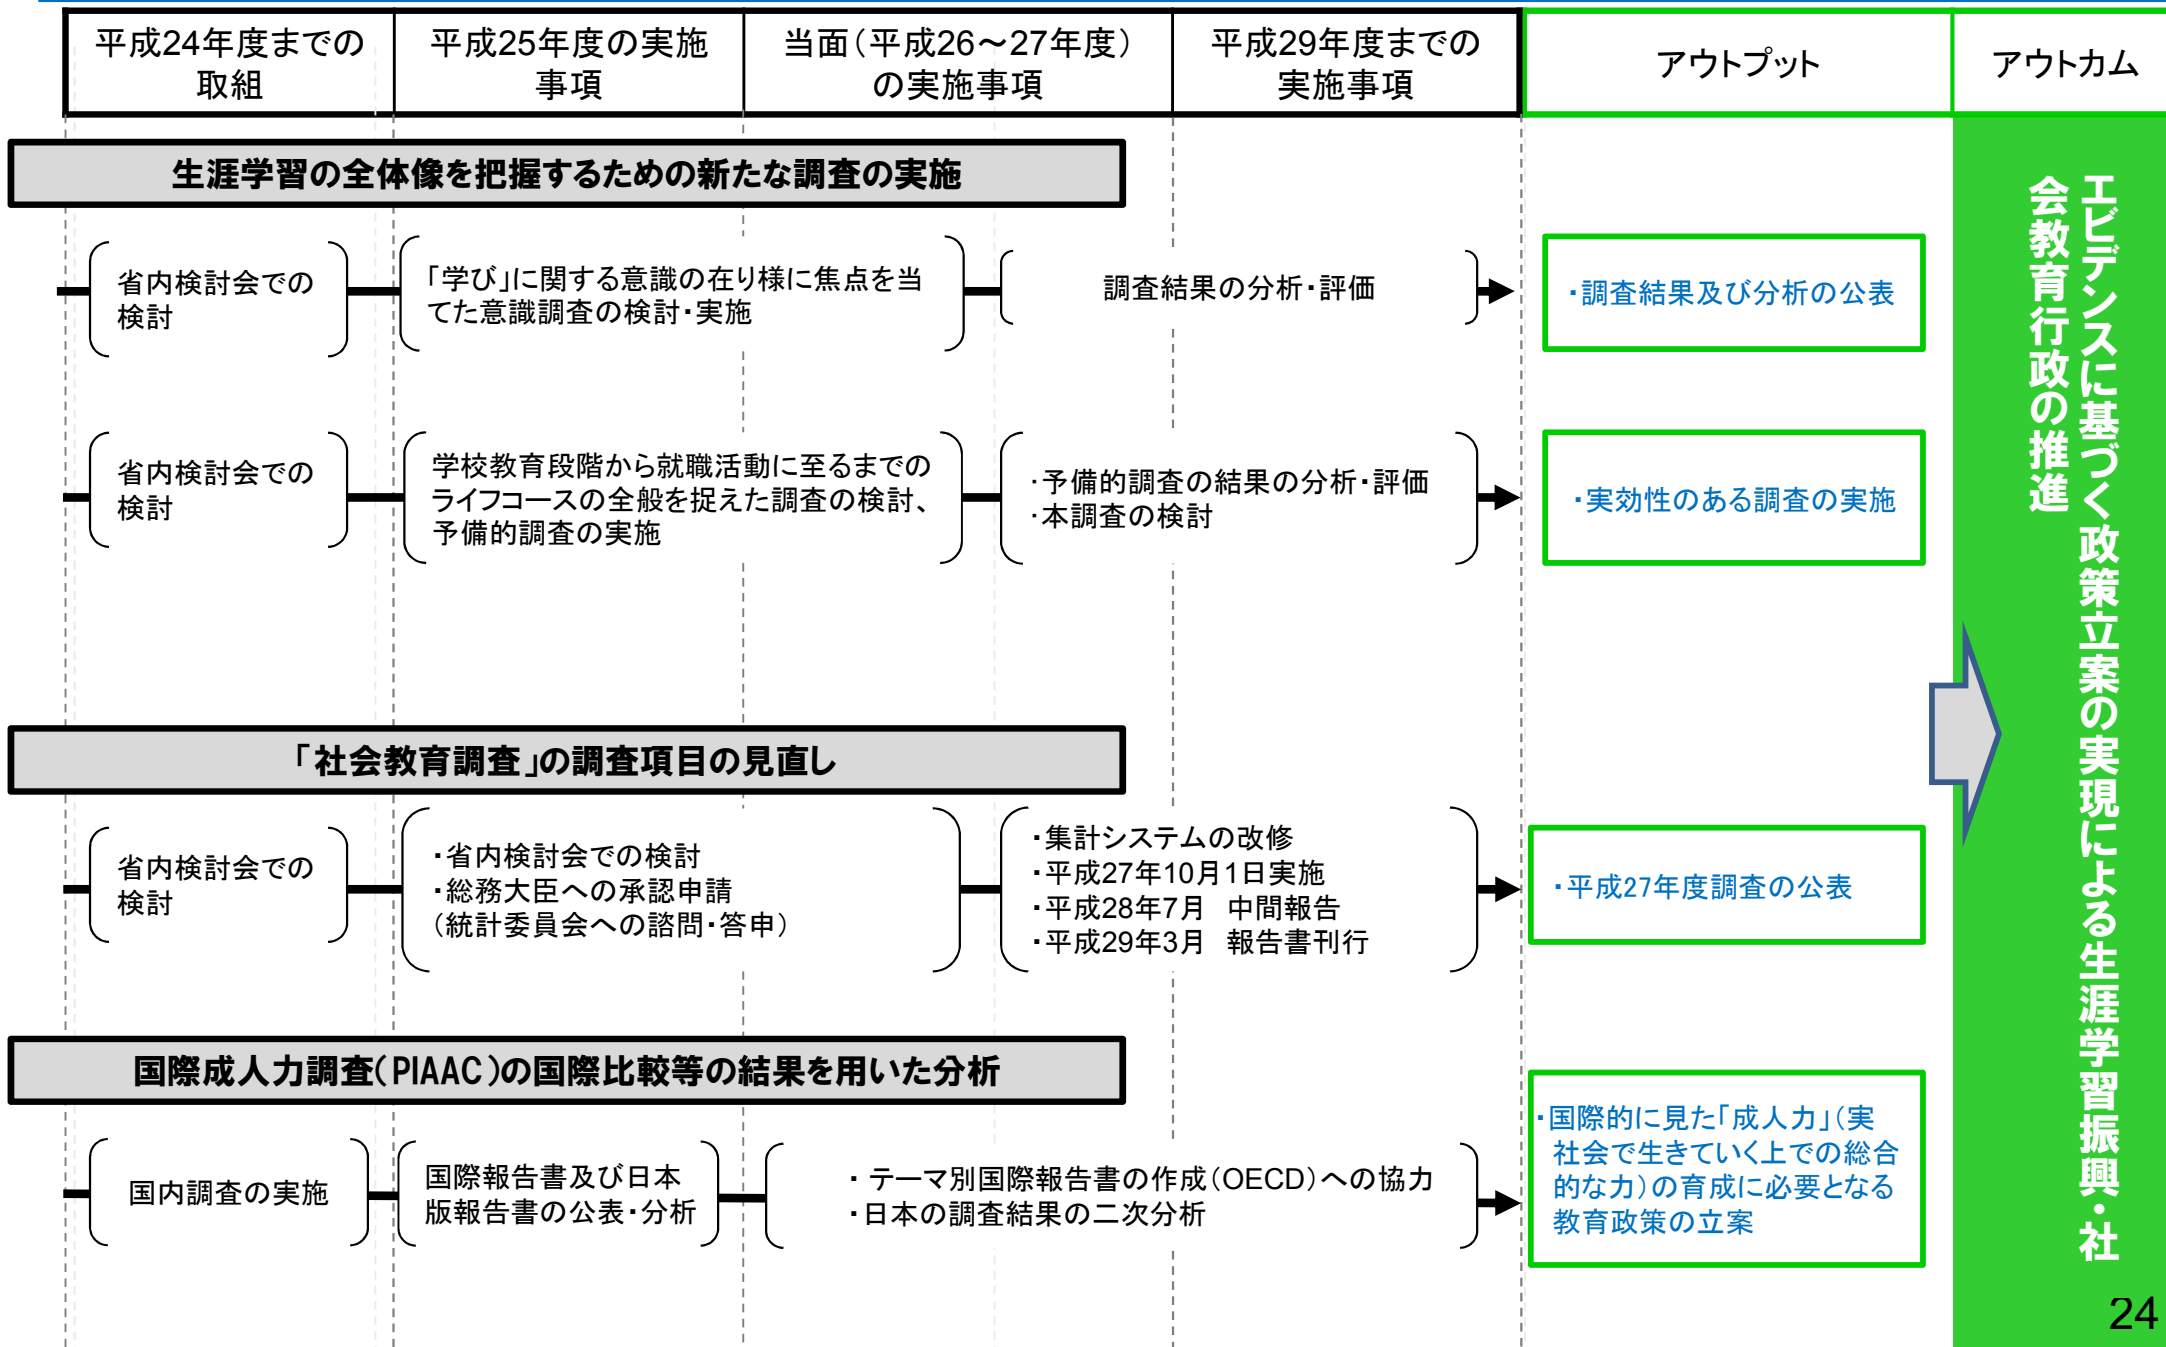 平成24年度までの
取組
平成25年度の実施
事項
当面(平成26～27年度)
の実施事項
平成29年度までの
実施事項
アウトプット
アウトカム
生涯学習の全体像を把握するための新たな調査の実施
省内検討会での
検討
「学び」に関する意識の在り様に焦点を当
てた意識調査の検討・実施
調査結果の分析・評価
・調査結果及び分析の公表
省内検討会での
検討
学校教育段階から就職活動に至るまでの
ライフコースの全般を捉えた調査の検討、
予備的調査の実施
・予備的調査の結果の分析・評価
・本調査の検討
・実効性のある調査の実施
「社会教育調査」の調査項目の見直し
省内検討会での
検討
・省内検討会での検討
・総務大臣への承認申請
(統計委員会への諮問・答申)
・集計システムの改修
・平成27年10月1日実施
・平成28年7月　中間報告
・平成29年3月　報告書刊行
・平成27年度調査の公表
国際成人力調査(PIAAC)の国際比較等の結果を用いた分析
国内調査の実施
国際報告書及び日本
版報告書の公表・分析
・ テーマ別国際報告書の作成(OECD)への協力
・日本の調査結果の二次分析
・国際的に見た「成人力」(実
社会で生きていく上での総合
的な力)の育成に必要となる
教育政策の立案
エビデンスに基づく政策立案の実現による生涯学習振興・社
会教育行政の推進
24